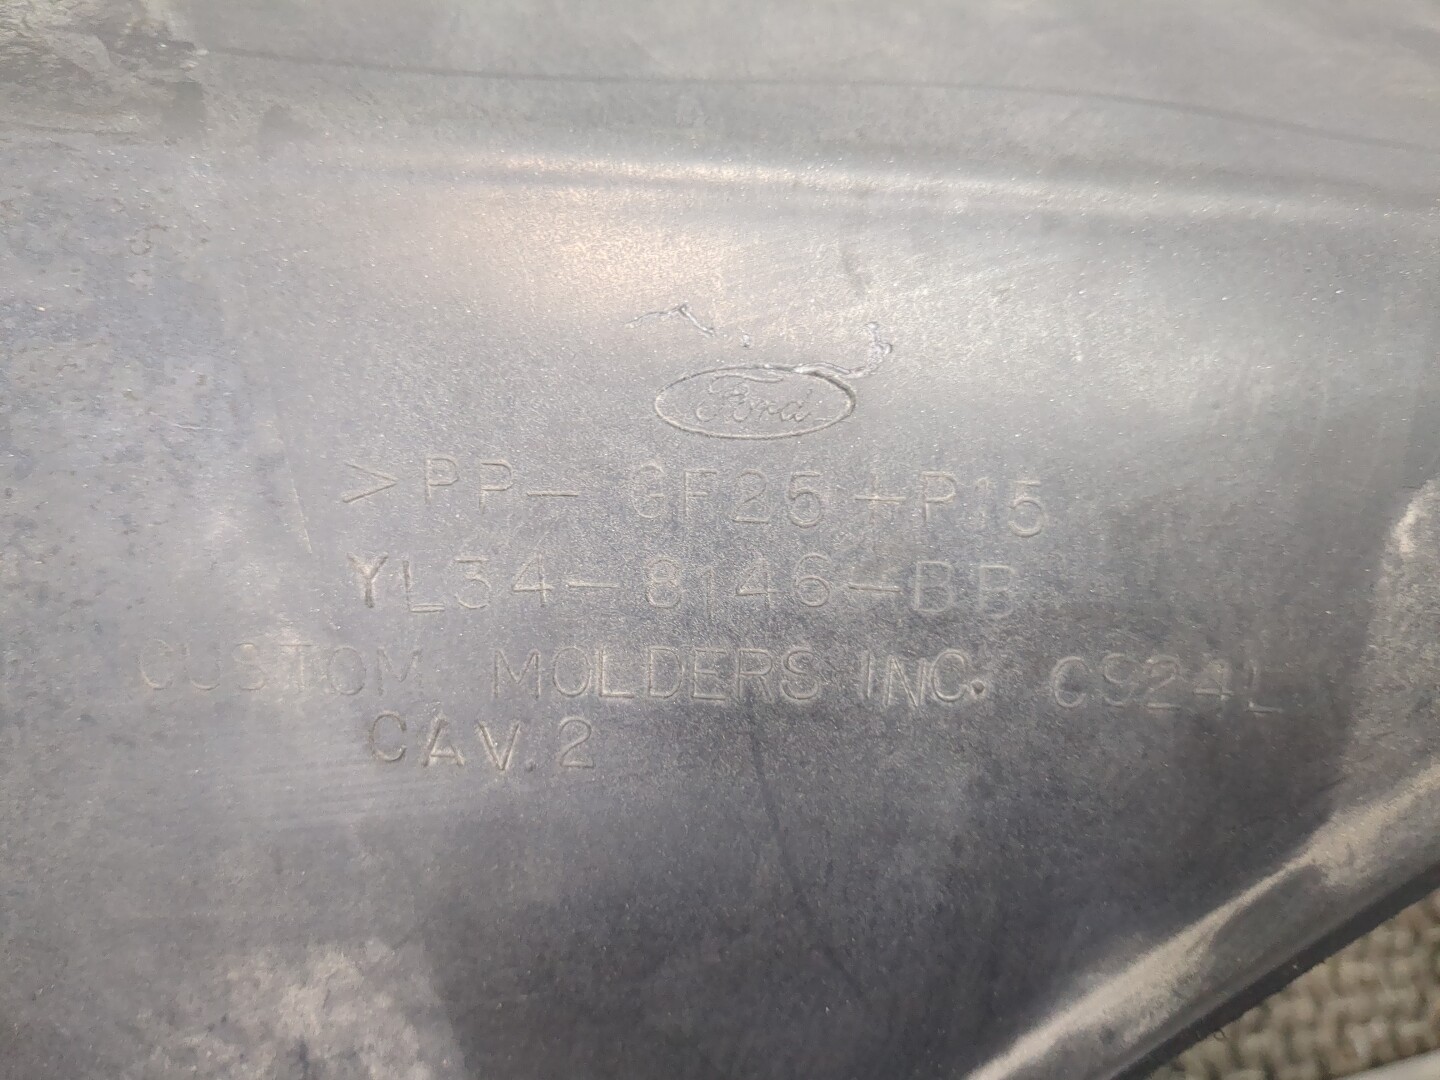 Ford
>PP-GF25+P15
YL34-8146-BB
CUSTOM MOLDERS INC. C924L
CAV.2